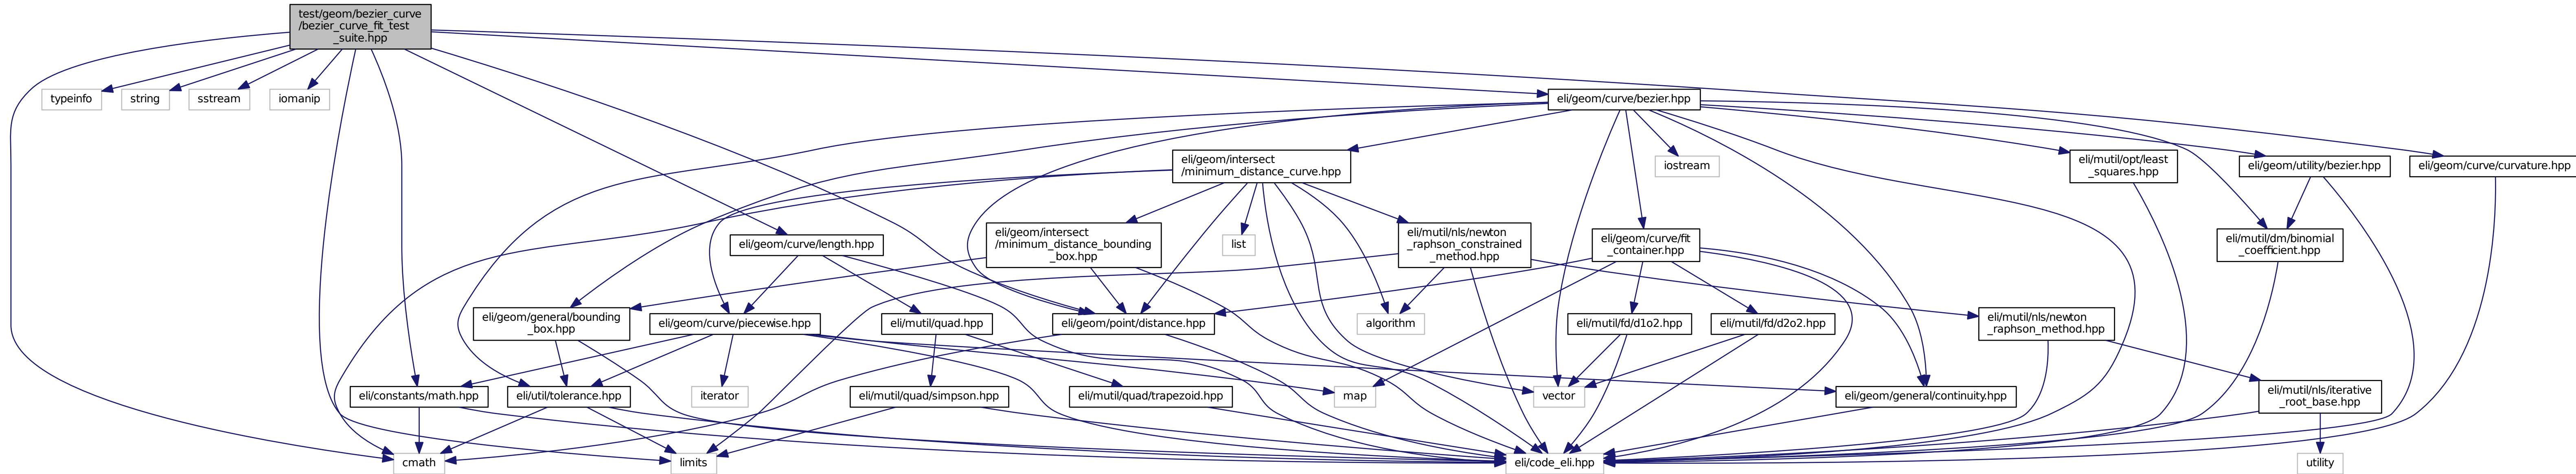 test/geom/bezier_curve
/bezier_curve_fit_test
_suite.hpp
typeinfo
string
sstream
iomanip
eli/geom/curve/bezier.hpp
eli/geom/intersect
/minimum_distance_curve.hpp
iostream
eli/mutil/opt/least
_squares.hpp
eli/geom/utility/bezier.hpp
eli/geom/curve/curvature.hpp
eli/geom/curve/length.hpp
eli/geom/intersect
/minimum_distance_bounding
_box.hpp
list
eli/mutil/nls/newton
_raphson_constrained
_method.hpp
eli/geom/curve/fit
_container.hpp
eli/mutil/dm/binomial
_coefficient.hpp
eli/geom/general/bounding
_box.hpp
eli/geom/curve/piecewise.hpp
eli/mutil/quad.hpp
eli/geom/point/distance.hpp
algorithm
eli/mutil/fd/d1o2.hpp
eli/mutil/fd/d2o2.hpp
eli/mutil/nls/newton
_raphson_method.hpp
eli/constants/math.hpp
eli/util/tolerance.hpp
iterator
eli/mutil/quad/simpson.hpp
eli/mutil/quad/trapezoid.hpp
map
vector
eli/geom/general/continuity.hpp
eli/mutil/nls/iterative
_root_base.hpp
cmath
limits
eli/code_eli.hpp
utility